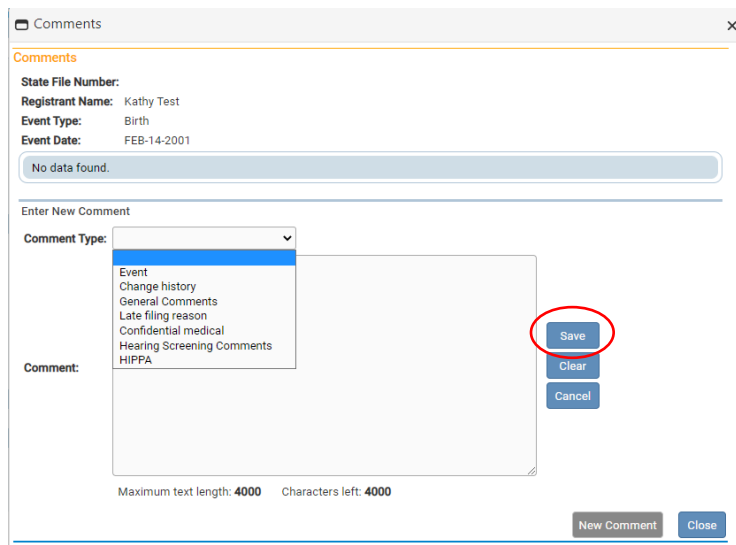 Comments
Comments
State File Number:
Registrant Name: Kathy Test
Event Type: Birth
Event Date: FEB-14-2001
No data found.
Enter New Comment
Comment Type:
Event
Change history
General Comments
Late filing reason
Confidential medical
Hearing Screening Comments
HIPPA
Comment:
Save
Clear
Cancel
Maximum text length: 4000 Characters left: 4000
New Comment Close